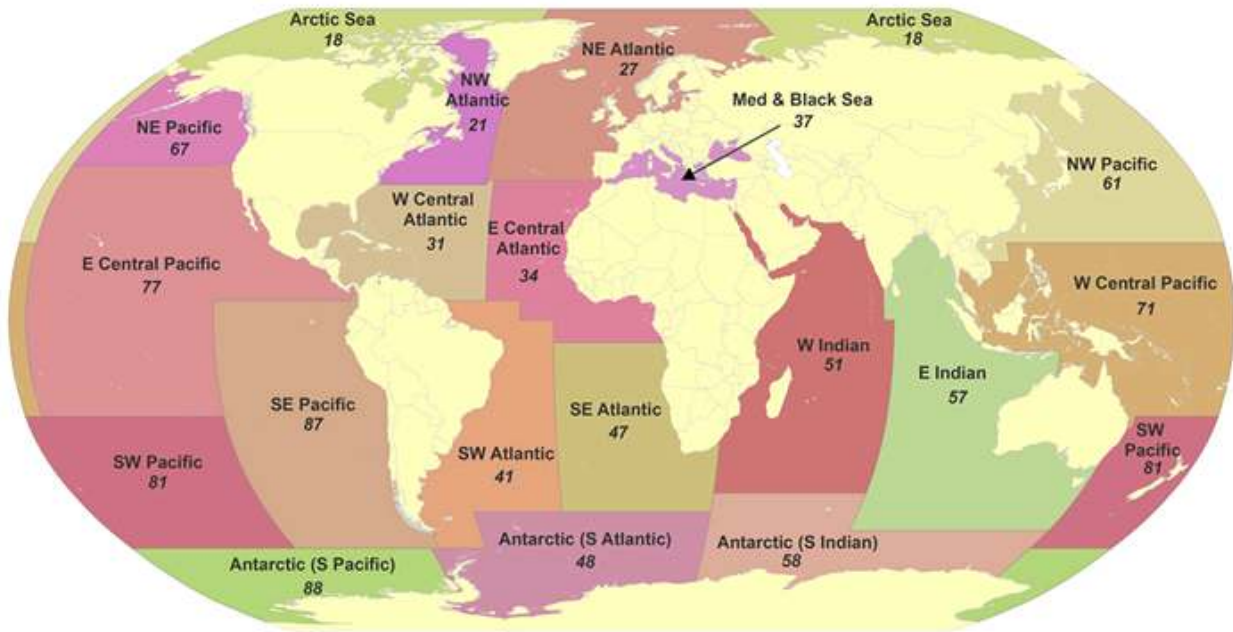 Arctic Sea
18
Arctic Sea
18
NE Atlantic
27
NW
Atlantic
21
Med & Black Sea
37
NE Pacific
67
NW Pacific
61
W Central
Atlantic
31
E Central
Atlantic
34
E Central Pacific
77
W Central Pacific
71
W Indian
51
E Indian
57
SE Pacific
87
SE Atlantic
47
SW Atlantic
41
SW Pacific
81
SW
Pacific
81
Antarctic (S Atlantic)
48
Antarctic (S Indian)
58
Antarctic (S Pacific)
88